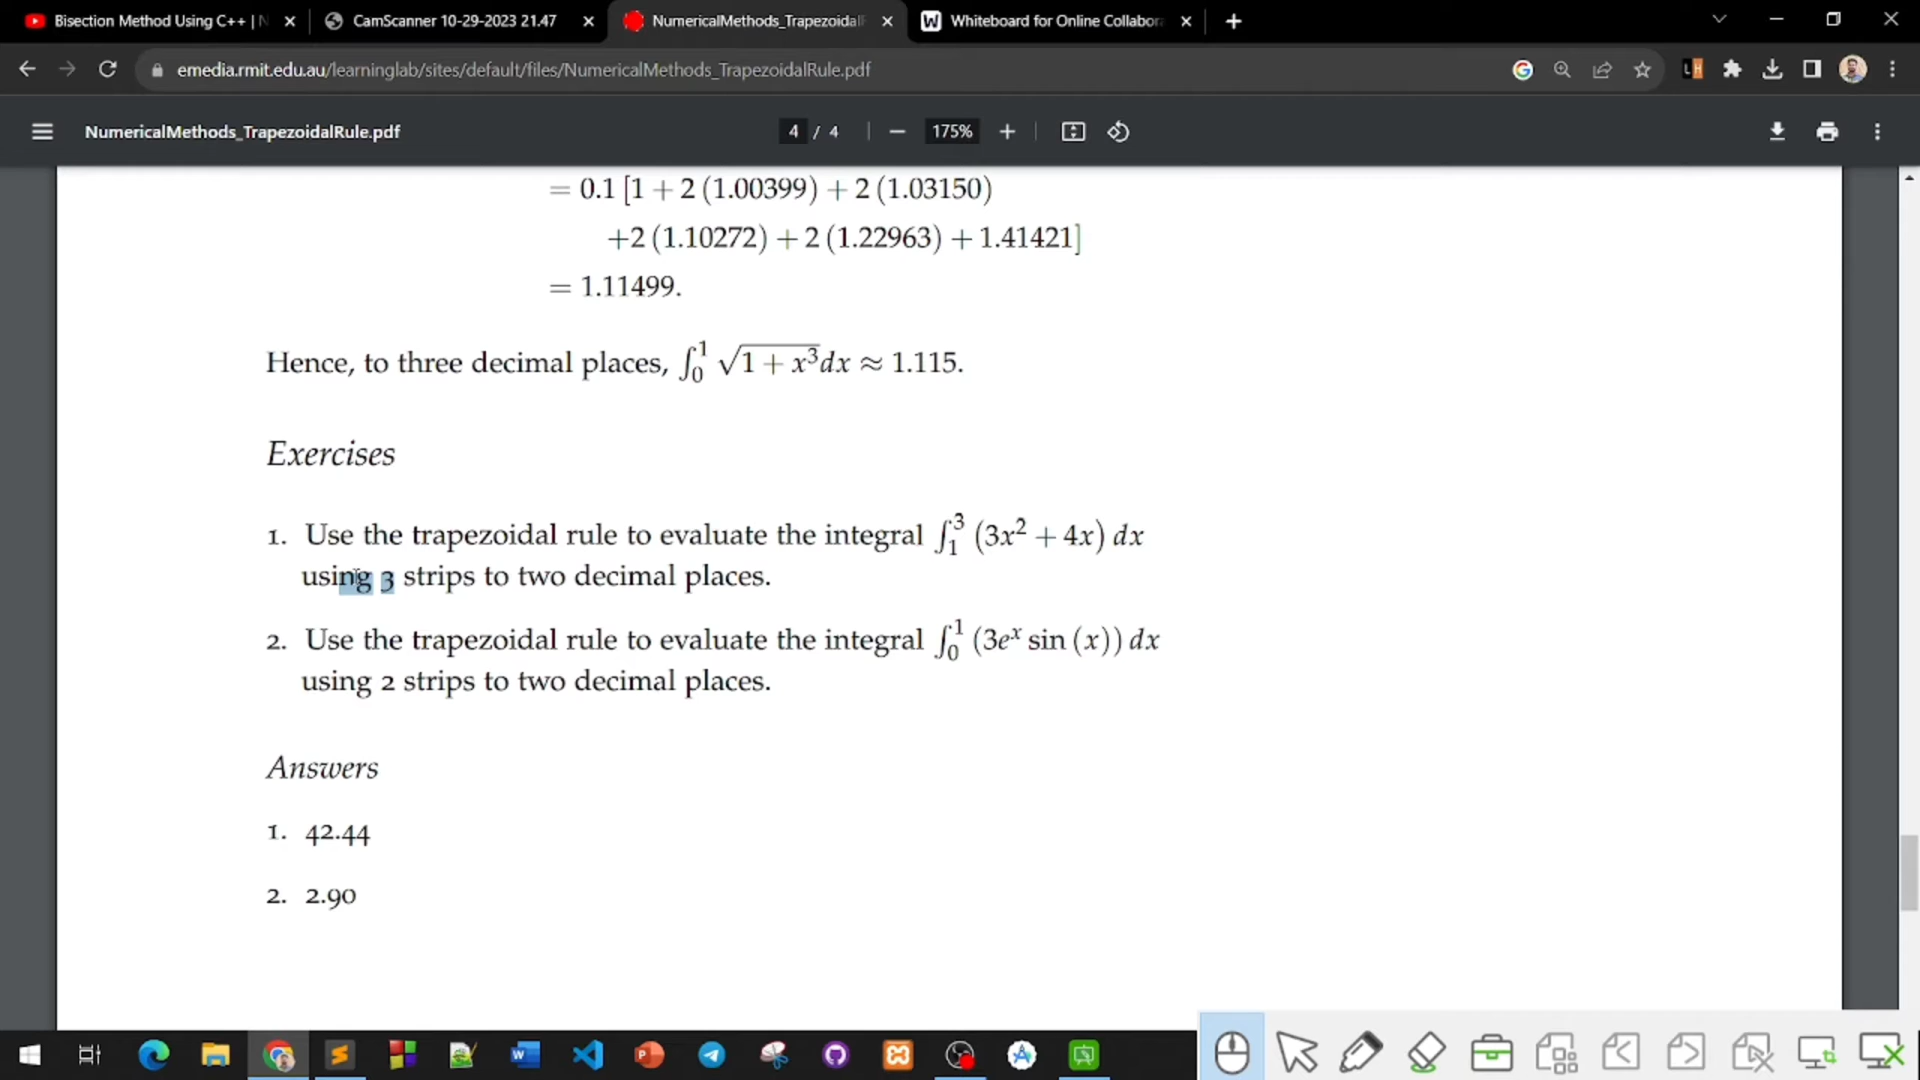 Bisection Method Using C++ | N
CamScanner 10-29-2023 21.47
NumericalMethods_Trapezoidal
Whiteboard for Online Collabora
emedia.rmit.edu.au/learninglab/sites/default/files/NumericalMethods_TrapezoidalRule.pdf
NumericalMethods_TrapezoidalRule.pdf
4 / 4
175%
= 0.1 [1 + 2 (1.00399) + 2 (1.03150)
+2 (1.10272) + 2 (1.22963) + 1.41421]
= 1.11499.
Hence, to three decimal places, ∫₀¹ √(1 + x³)dx ≈ 1.115.
Exercises
1. Use the trapezoidal rule to evaluate the integral ∫₁³ (3x² + 4x) dx
using 3 strips to two decimal places.
2. Use the trapezoidal rule to evaluate the integral ∫₀¹ (3eˣ sin (x)) dx
using 2 strips to two decimal places.
Answers
1. 42.44
2. 2.90